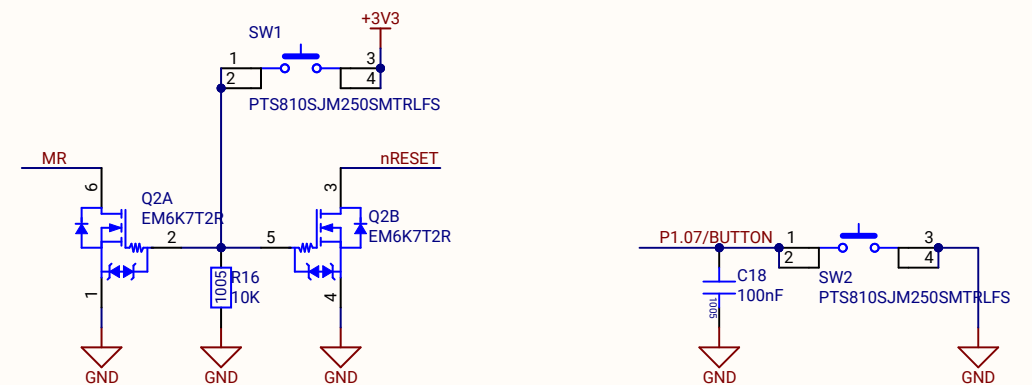 +3V3
SW1
1
3
2
4
PTS810SJM250SMTRLFS
MR
nRESET
6
3
Q2A
EM6K7T2R
Q2B
EM6K7T2R
2
5
1005
R16
10K
1
4
GND
GND
GND
P1.07/BUTTON
1
3
2
4
C18
100nF
1005
SW2
PTS810SJM250SMTRLFS
GND
GND